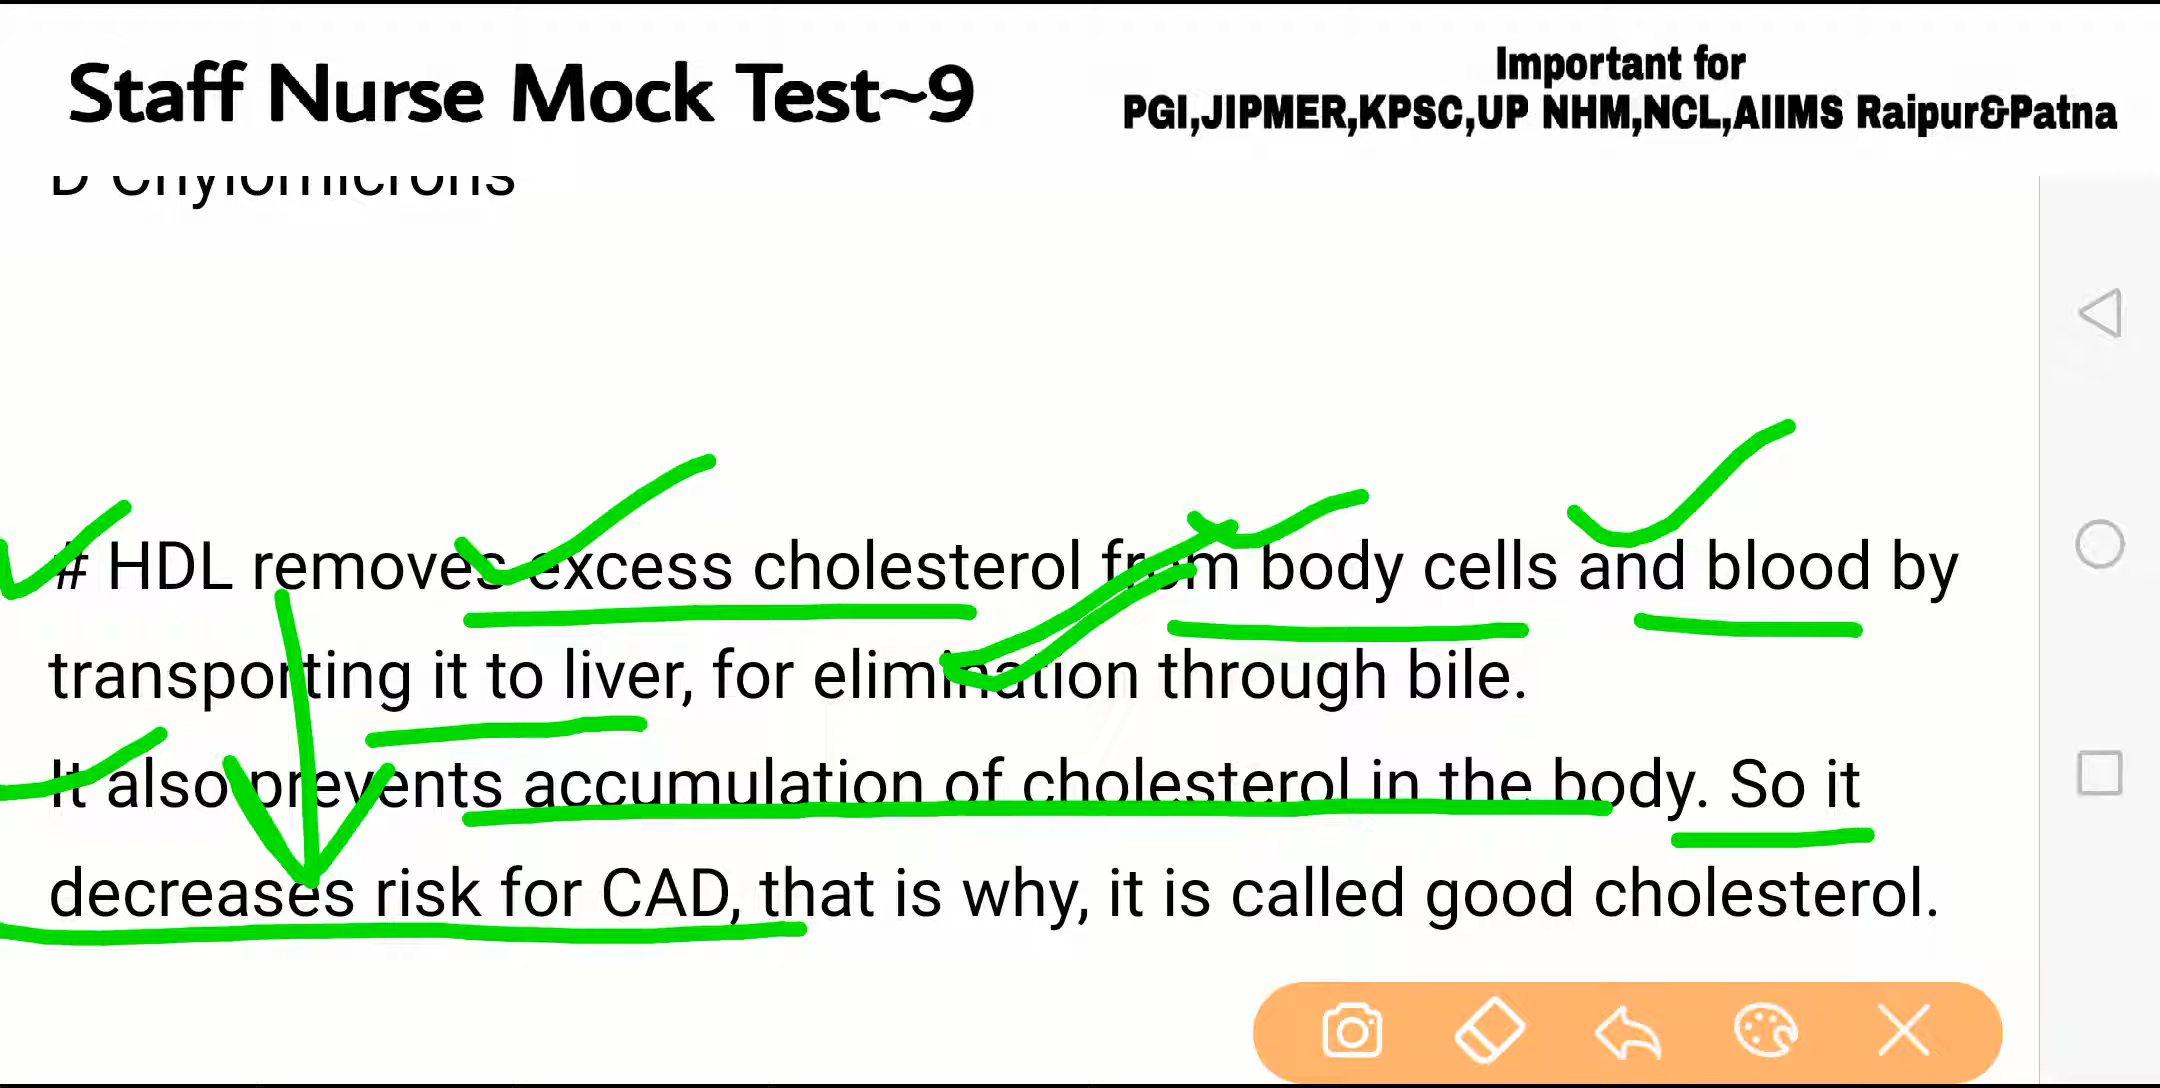 Staff Nurse Mock Test~9
Important for
PGI,JIPMER,KPSC,UP NHM,NCL,AIIMS Raipur&Patna
D Chylomicrons
# HDL removes excess cholesterol from body cells and blood by
transporting it to liver, for elimination through bile.
It also prevents accumulation of cholesterol in the body. So it
decreases risk for CAD, that is why, it is called good cholesterol.